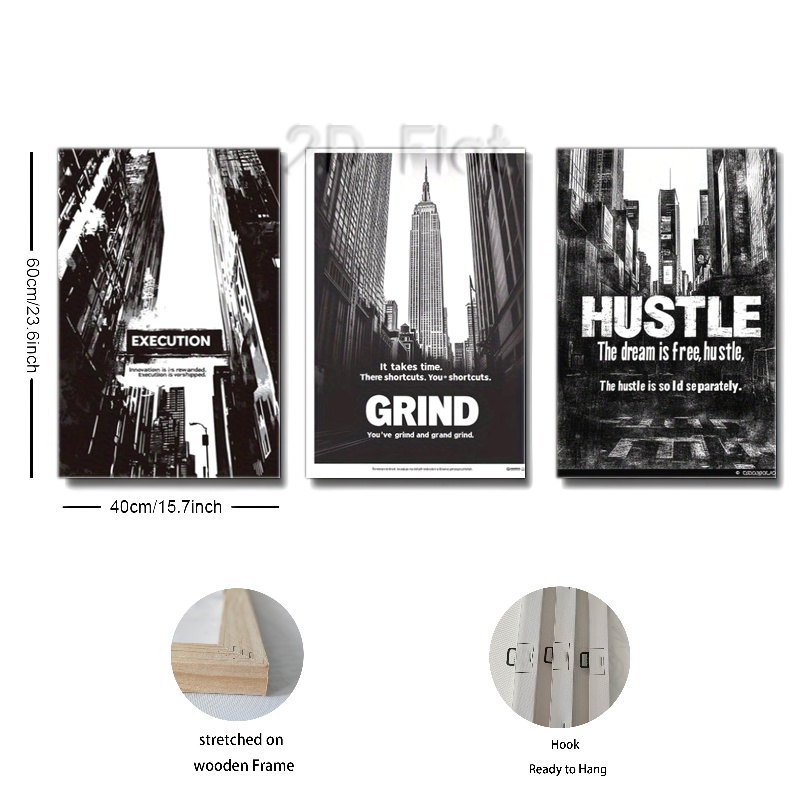 2D Flat
60cm/23.6inch
EXECUTION
Innovation is is rewarded.
Execution is vorshipped.
It takes time.
There shortcuts. You• shortcuts.
GRIND
You've grind and grand grind.
HUSTLE
The dream is free, hustle,
The hustle is sold separately.
40cm/15.7inch
stretched on
wooden Frame
Hook
Ready to Hang